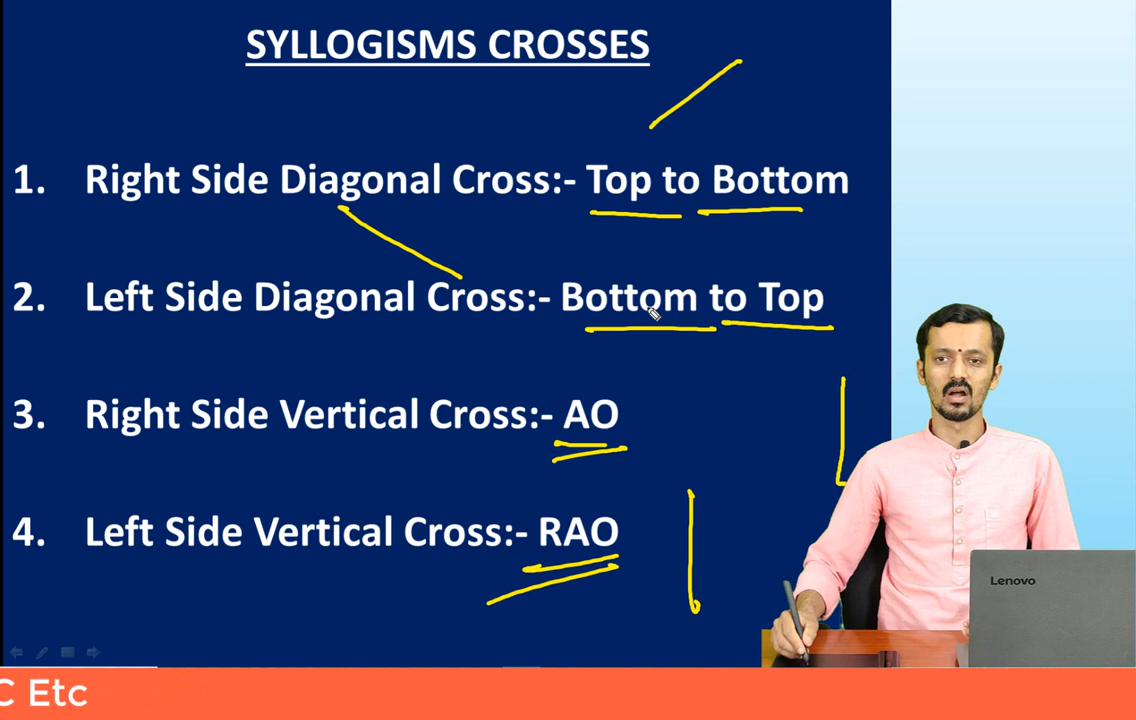 SYLLOGISMS CROSSES
1. Right Side Diagonal Cross:- Top to Bottom
2. Left Side Diagonal Cross:- Bottom to Top
3. Right Side Vertical Cross:- AO
4. Left Side Vertical Cross:- RAO
Lenovo
C Etc